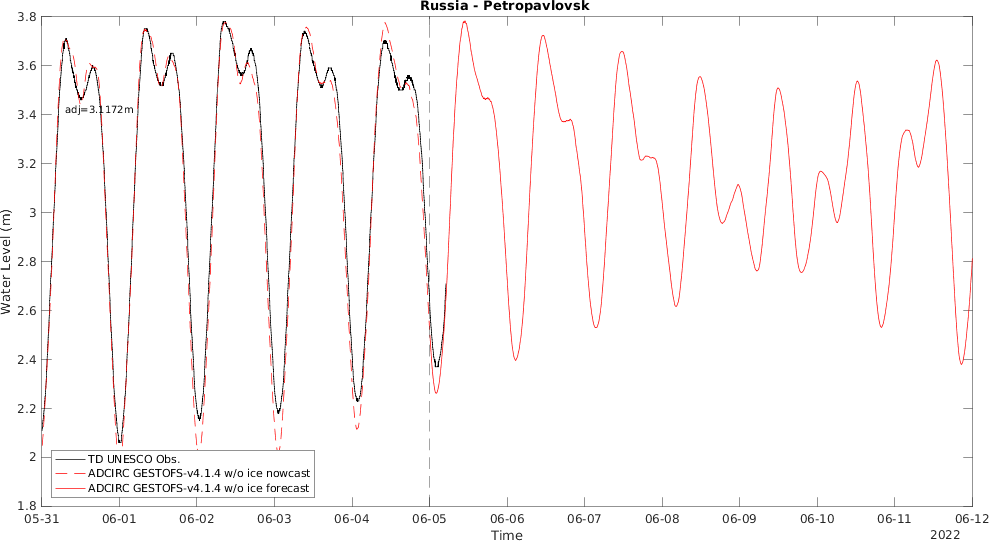 Russia - Petropavlovsk
Water Level (m)
3.8
3.6
3.4
3.2
3
2.8
2.6
2.4
2.2
2
1.8
adj=3.1172m
TD UNESCO Obs.
ADCIRC GESTOFS-v4.1.4 w/o ice nowcast
ADCIRC GESTOFS-v4.1.4 w/o ice forecast
05-31 06-01 06-02 06-03 06-04 06-05 06-06 06-07 06-08 06-09 06-10 06-11 06-12
Time
2022